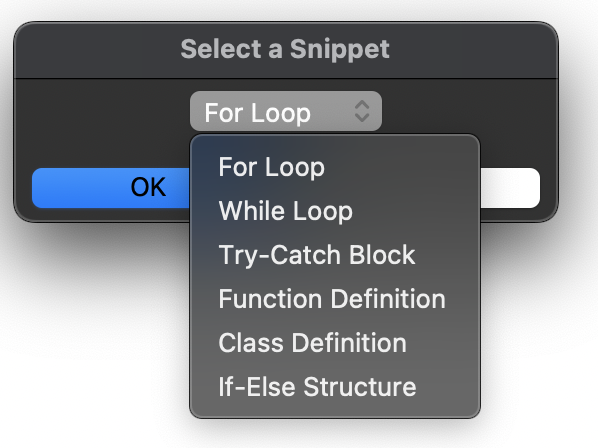 Select a Snippet
For Loop
For Loop
While Loop
Try-Catch Block
Function Definition
Class Definition
If-Else Structure
OK